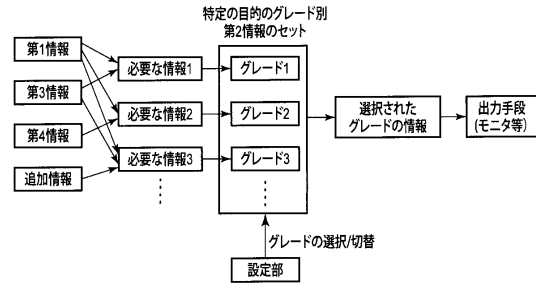 特定の目的のグレード別
第2情報のセット
第1情報
第3情報
第4情報
追加情報
必要な情報1
必要な情報2
必要な情報3
グレード1
グレード2
グレード3
選択された
グレードの情報
出力手段
(モニタ等)
グレードの選択/切替
設定部